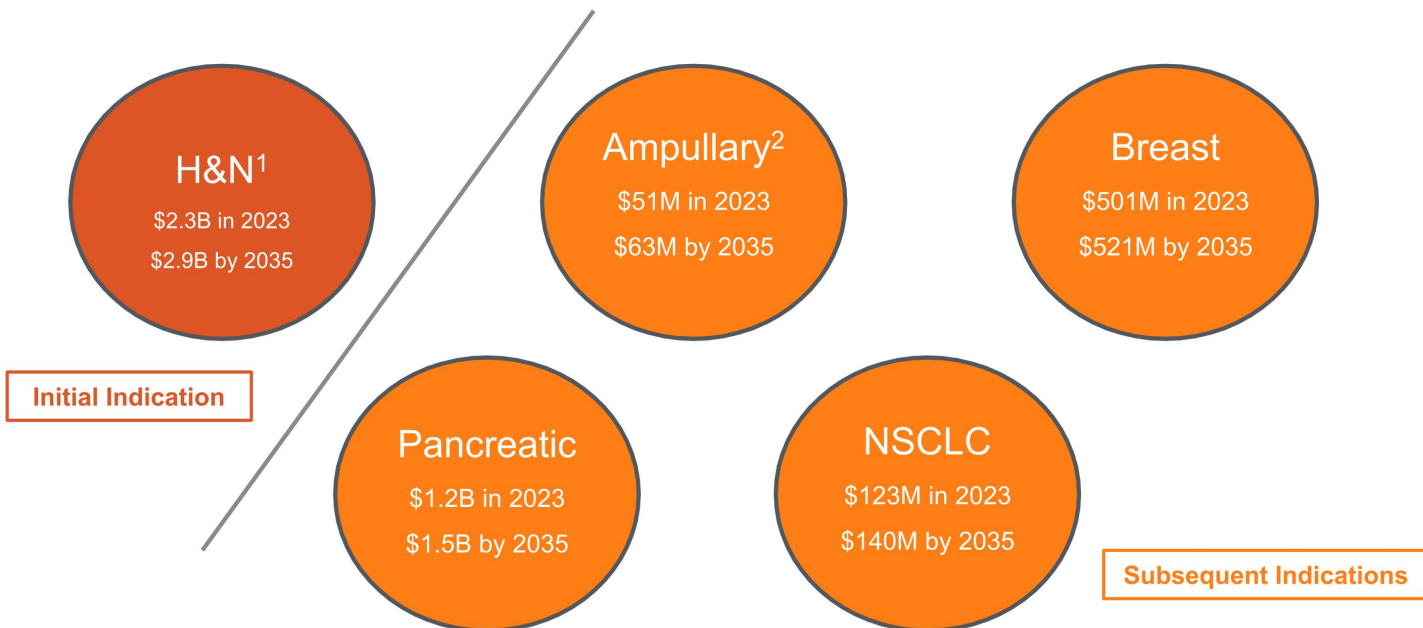 H&N¹
$2.3B in 2023
$2.9B by 2035
Initial Indication
Ampullary²
$51M in 2023
$63M by 2035
Breast
$501M in 2023
$521M by 2035
Pancreatic
$1.2B in 2023
$1.5B by 2035
NSCLC
$123M in 2023
$140M by 2035
Subsequent Indications